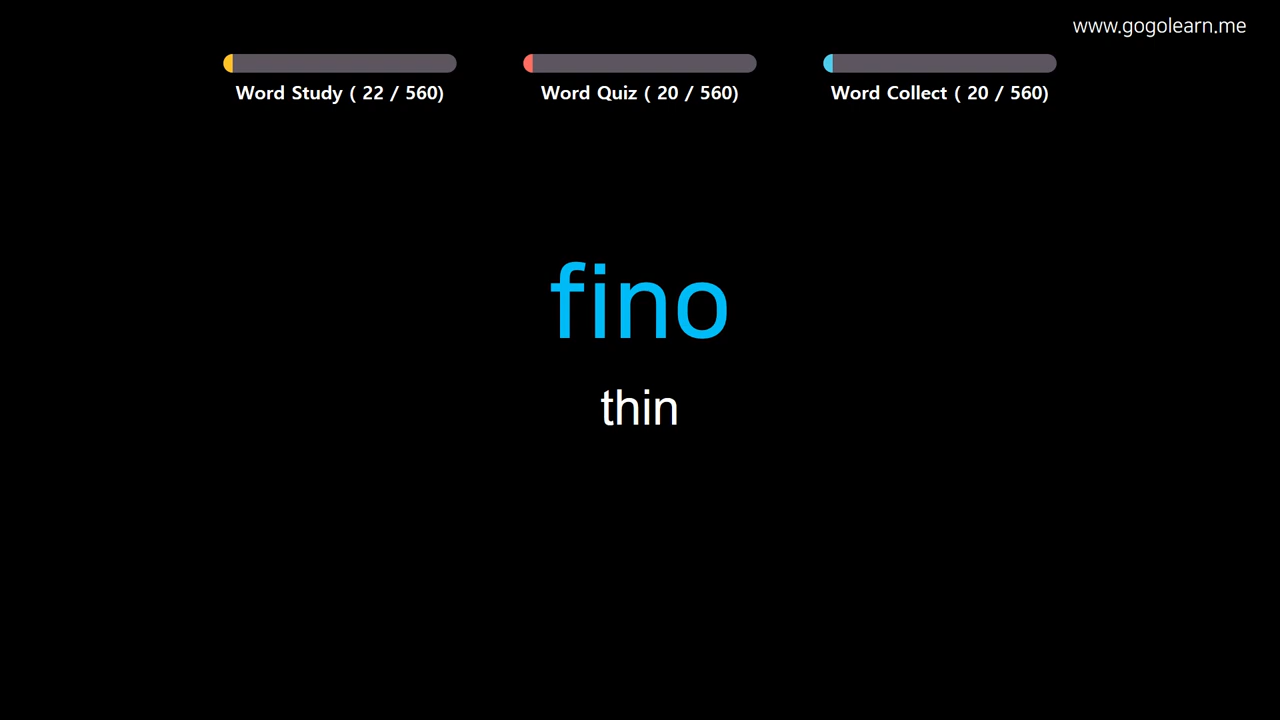 www.gogolearn.me
Word Study ( 22 / 560)
Word Quiz ( 20 / 560)
Word Collect ( 20 / 560)
fino
thin